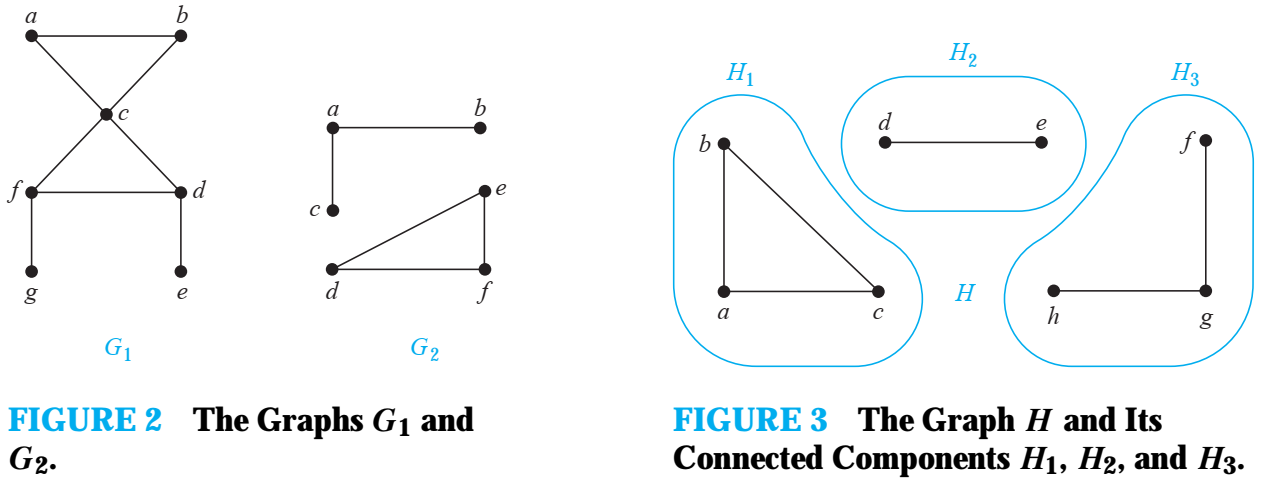 a b
c
f d
g e
G1
a b
c e
d f
G2
FIGURE 2 The Graphs G1 and
G2.
H1 H2 H3
b d e f
a c H h g
FIGURE 3 The Graph H and Its
Connected Components H1, H2, and H3.